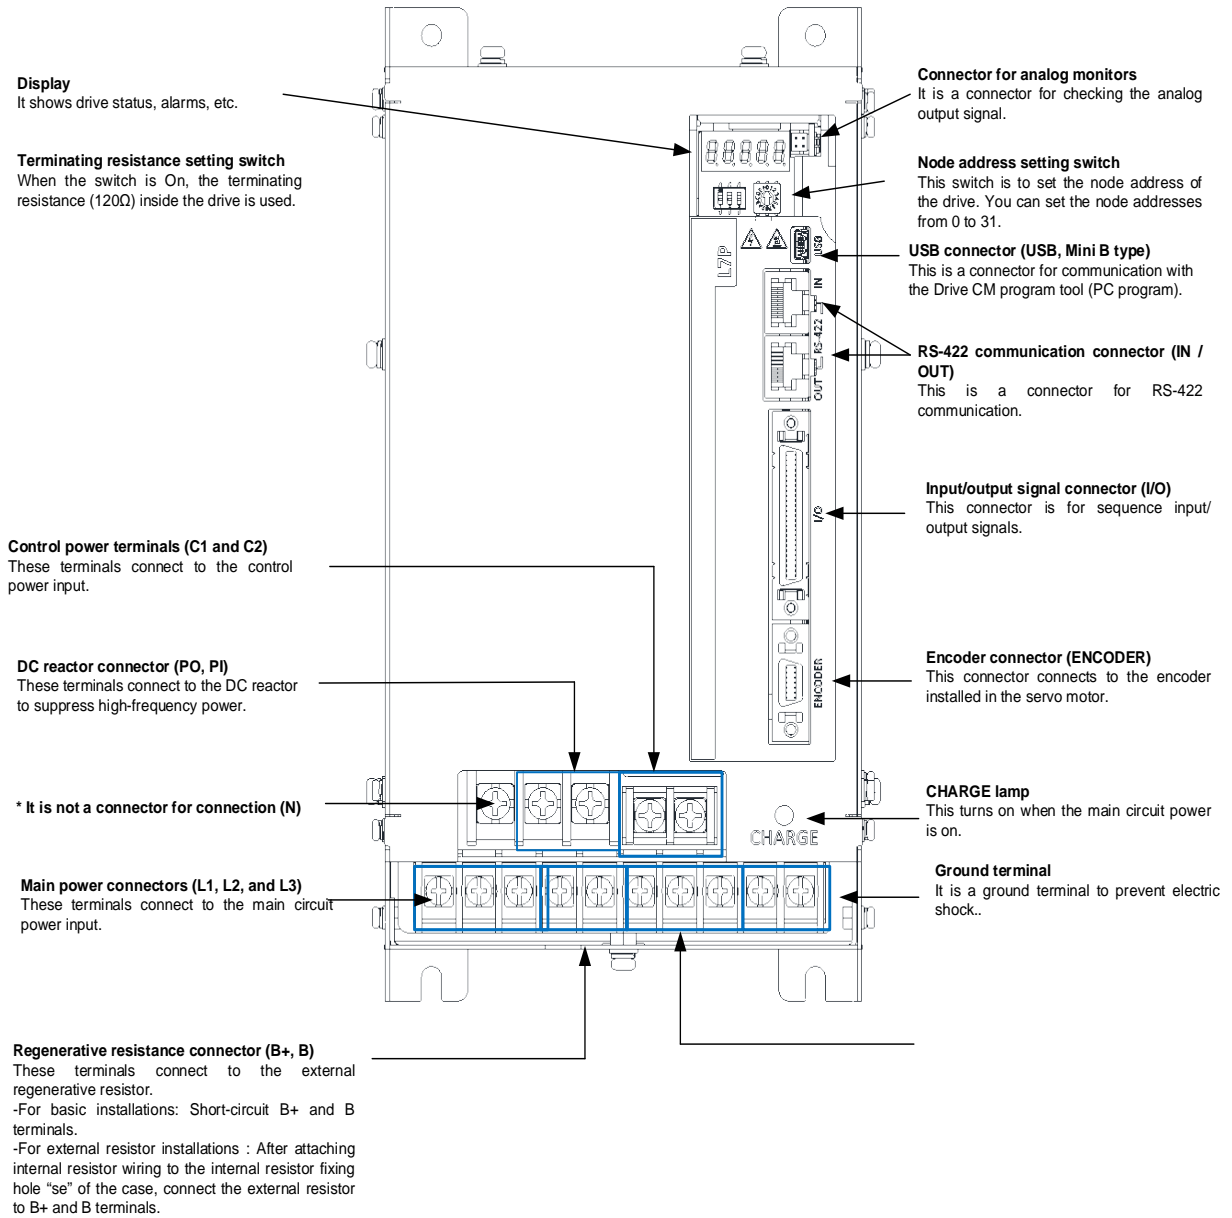 Display
It shows drive status, alarms, etc.
Terminating resistance setting switch
When the switch is On, the terminating
resistance (120Ω) inside the drive is used.
Connector for analog monitors
It is a connector for checking the analog
output signal.
Node address setting switch
This switch is to set the node address of
the drive. You can set the node addresses
from 0 to 31.
USB connector (USB, Mini B type)
This is a connector for communication with
the Drive CM program tool (PC program).
RS-422 communication connector (IN /
OUT)
This is a connector for RS-422
communication.
Input/output signal connector (I/O)
This connector is for sequence input/
output signals.
Encoder connector (ENCODER)
This connector connects to the encoder
installed in the servo motor.
CHARGE lamp
This turns on when the main circuit power
is on.
Ground terminal
It is a ground terminal to prevent electric
shock..
L7P
USB
IN
RS-422
OUT
I/O
ENCODER
CHARGE
Control power terminals (C1 and C2)
These terminals connect to the control
power input.
DC reactor connector (PO, PI)
These terminals connect to the DC reactor
to suppress high-frequency power.
* It is not a connector for connection (N)
Main power connectors (L1, L2, and L3)
These terminals connect to the main circuit
power input.
Regenerative resistance connector (B+, B)
These terminals connect to the external
regenerative resistor.
-For basic installations: Short-circuit B+ and B
terminals.
-For external resistor installations : After attaching
internal resistor wiring to the internal resistor fixing
hole “se” of the case, connect the external resistor
to B+ and B terminals.